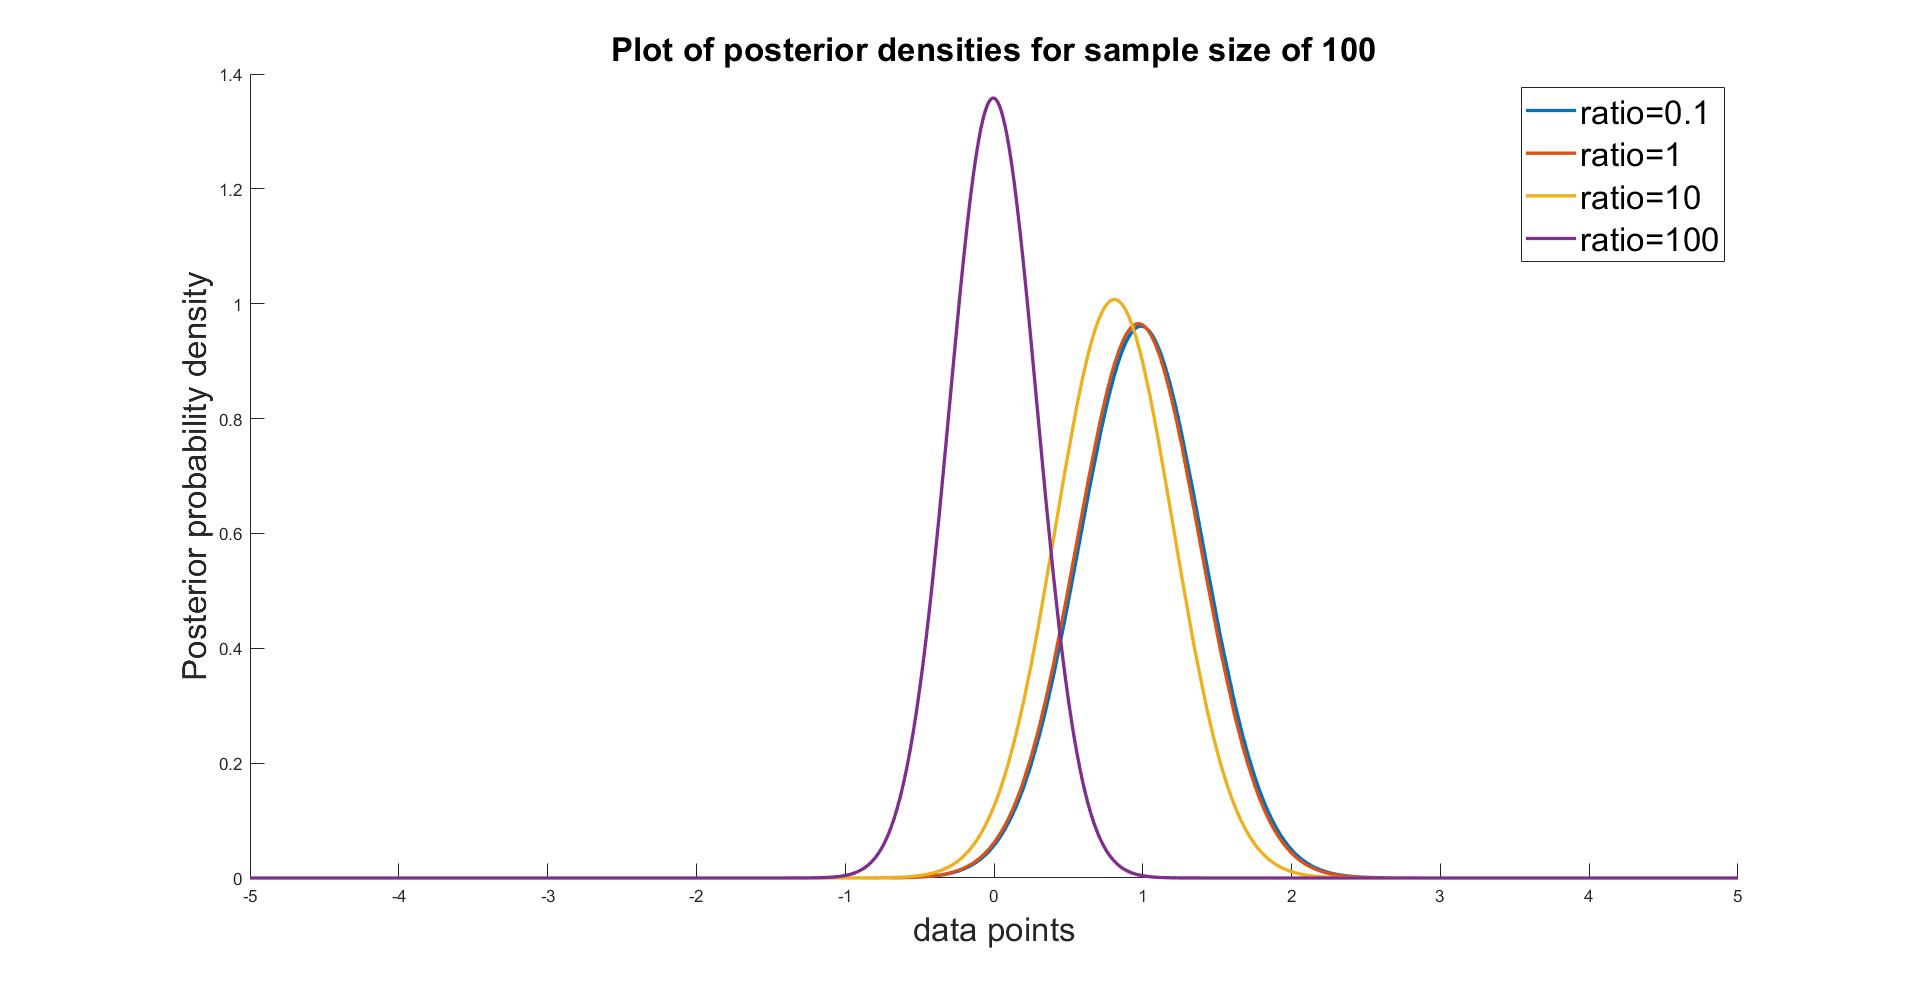 Plot of posterior densities for sample size of 100
ratio=0.1
ratio=1
ratio=10
ratio=100
Posterior probability density
1.4
1.2
1
0.8
0.6
0.4
0.2
0
-5 -4 -3 -2 -1 0 1 2 3 4 5
data points